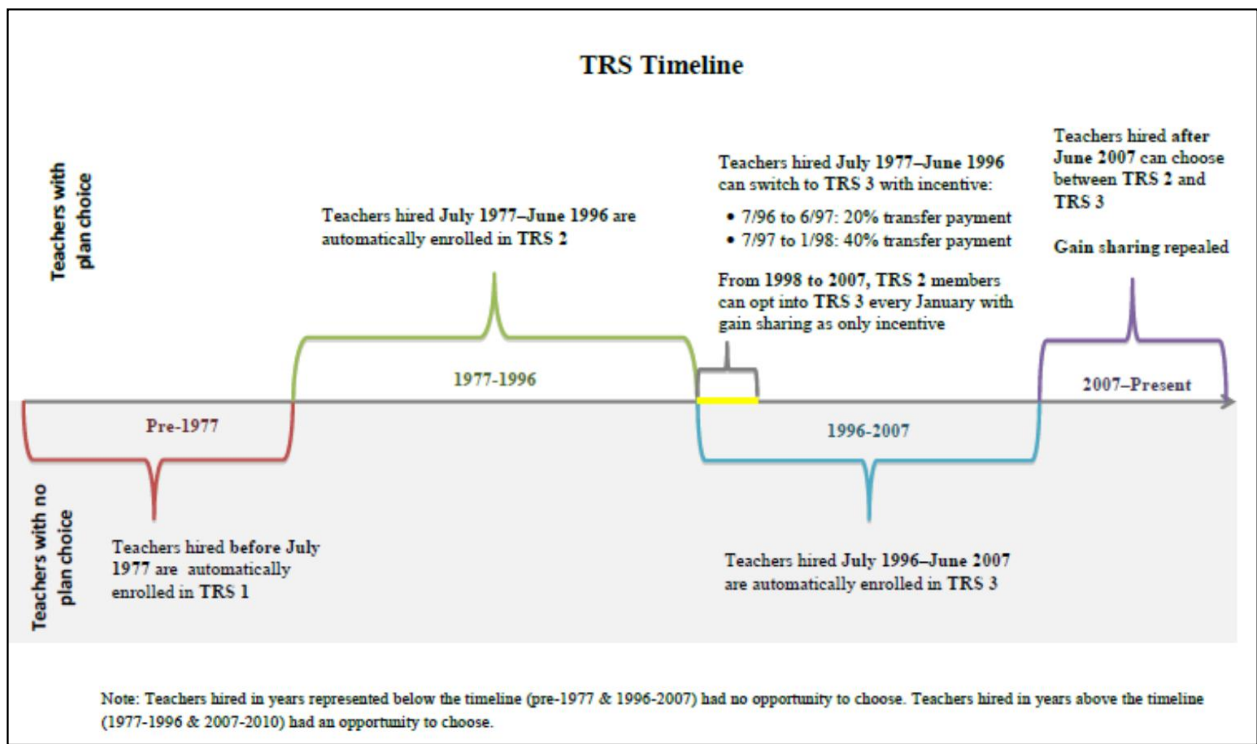 TRS Timeline
Teachers with
plan choice
Teachers hired July 1977–June 1996 are
automatically enrolled in TRS 2
Teachers hired July 1977–June 1996
can switch to TRS 3 with incentive:
• 7/96 to 6/97: 20% transfer payment
• 7/97 to 1/98: 40% transfer payment
From 1998 to 2007, TRS 2 members
can opt into TRS 3 every January with
gain sharing as only incentive
Teachers hired after
June 2007 can choose
between TRS 2 and
TRS 3
Gain sharing repealed
1977-1996
2007–Present
Pre-1977
1996-2007
Teachers with no
plan choice
Teachers hired before July
1977 are automatically
enrolled in TRS 1
Teachers hired July 1996–June 2007
are automatically enrolled in TRS 3
Note: Teachers hired in years represented below the timeline (pre-1977 & 1996-2007) had no opportunity to choose. Teachers hired in years above the timeline
(1977-1996 & 2007-2010) had an opportunity to choose.